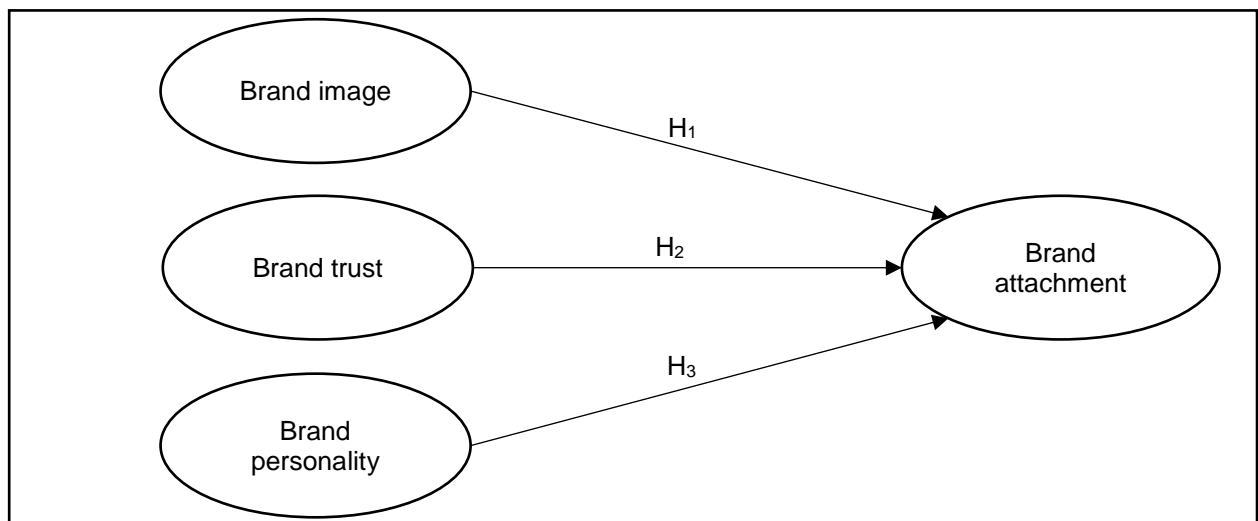 Brand image
H₁
Brand trust
H₂
Brand
attachment
H₃
Brand
personality